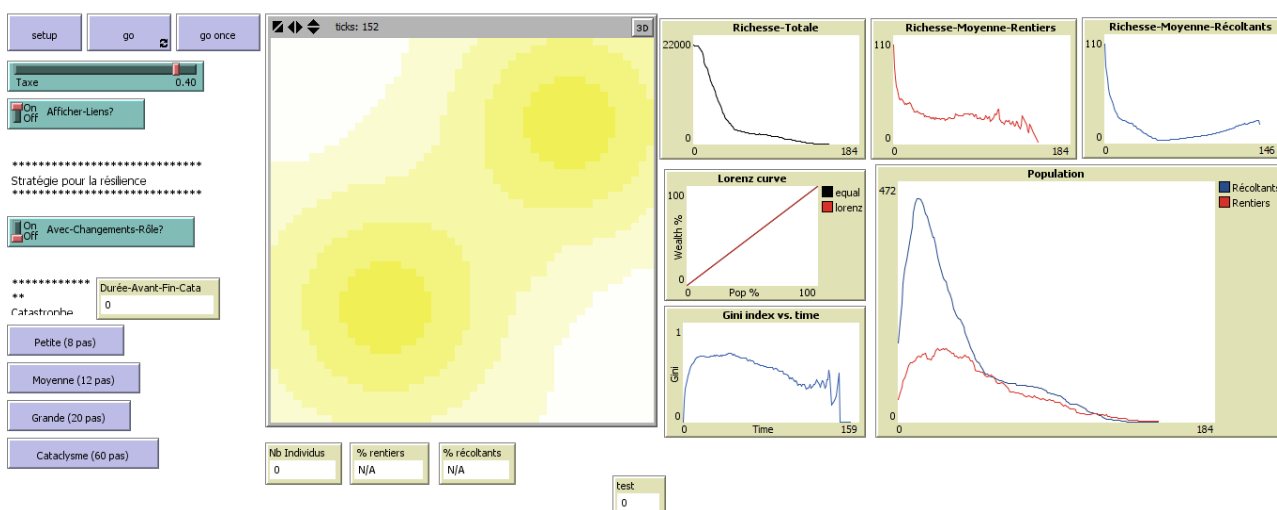 setup
go
go once
Taxe
0.40
On
Off
Afficher-Liens?
*****************************
Stratégie pour la résilience
*****************************
On
Off
Avec-Changements-Rôle?
************
**
Catastrophe
Durée-Avant-Fin-Cata
0
Petite (8 pas)
Moyenne (12 pas)
Grande (20 pas)
Cataclysme (60 pas)
ticks: 152
3D
Nb Individus
0
% rentiers
N/A
% récoltants
N/A
test
0
Richesse-Totale
22000
0
0
184
Richesse-Moyenne-Rentiers
110
0
0
184
Richesse-Moyenne-Récoltants
110
0
0
146
Lorenz curve
100
Wealth %
0
0
Pop %
100
equal
lorenz
Gini index vs. time
1
Gini
0
0
Time
159
Population
472
0
0
184
Récoltants
Rentiers